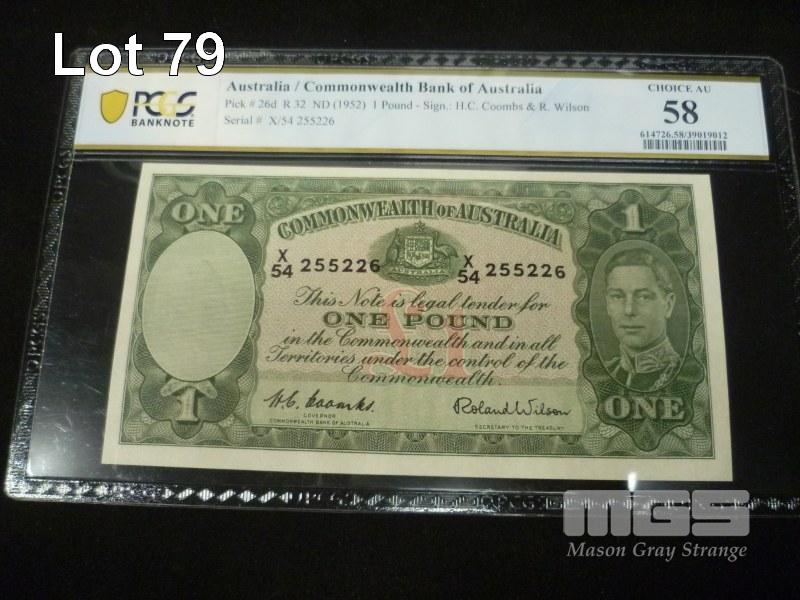 Lot 79
PCGS
BANKNOTE
Australia / Commonwealth Bank of Australia
Pick # 26d R 32 ND (1952) 1 Pound - Sign.: H.C. Coombs & R. Wilson
Serial # X/54 255226
CHOICE AU
58
614726.58/39019012
ONE
COMMONWEALTH OF AUSTRALIA
1
AUSTRALIA
X
54 255226
X
54 255226
This Note is legal tender for
ONE POUND
in the Commonwealth and in all
Territories under the control of the
Commonwealth.
£1
H.C. Coombs.
GOVERNOR
COMMONWEALTH BANK OF AUSTRALIA
Roland Wilson
SECRETARY TO THE TREASURY
1
ONE
MGS
Mason Gray Strange